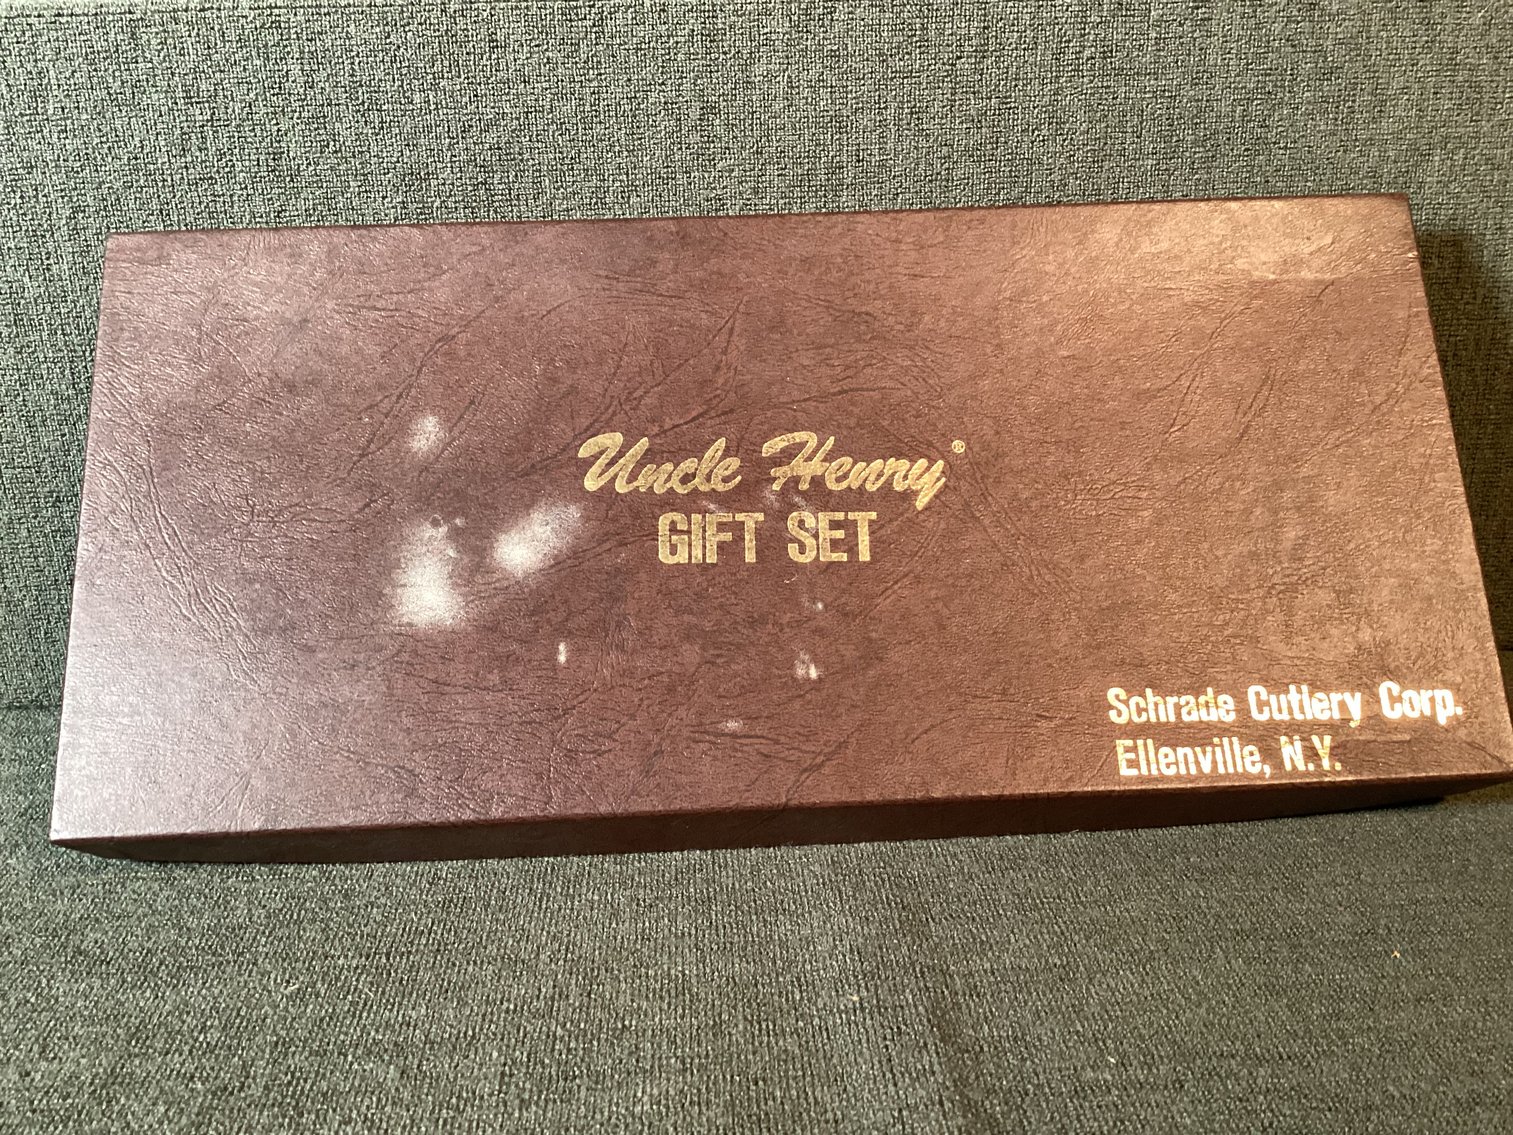 Uncle Henry®
GIFT SET
Schrade Cutlery Corp.
Ellenville, N.Y.